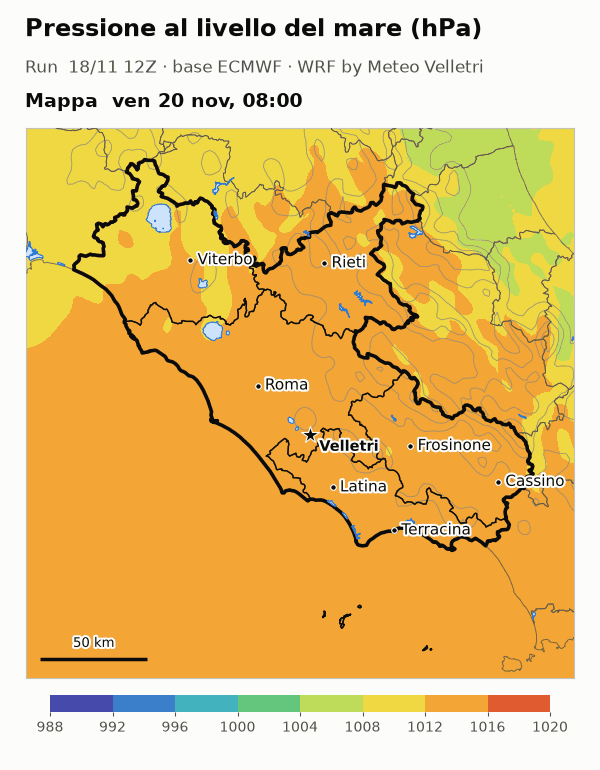 Pressione al livello del mare (hPa)
Run  18/11 12Z · base ECMWF · WRF by Meteo Velletri
Mappa  ven 20 nov, 08:00
Viterbo
Rieti
Roma
Velletri
Frosinone
Cassino
Latina
Terracina
50 km
988 992 996 1000 1004 1008 1012 1016 1020